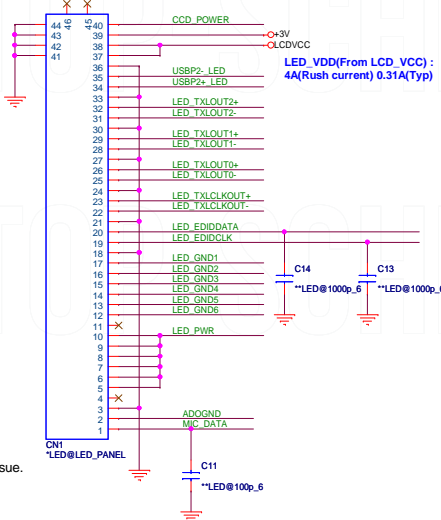 46
45
44
43
42
41
40 CCD_POWER
39 +3V
38 LCDVCC
37
36
35 USBP2-_LED
34 USBP2+_LED
33
32 LED_TXLOUT2+
31 LED_TXLOUT2-
30
29 LED_TXLOUT1+
28 LED_TXLOUT1-
27
26 LED_TXLOUT0+
25 LED_TXLOUT0-
24
23 LED_TXLCLKOUT+
22 LED_TXLCLKOUT-
21
20 LED_EDIDDATA
19 LED_EDIDCLK
18
17 LED_GND1
16 LED_GND2
15 LED_GND3
14 LED_GND4
13 LED_GND5
12 LED_GND6
11
10 LED_PWR
9
8
7
6
5
4
3
2 ADOGND
1 MIC_DATA
LED_VDD(From LCD_VCC) :
4A(Rush current) 0.31A(Typ)
C14
**LED@1000p_6
C13
**LED@1000p_6
CN1
*LED@LED_PANEL
C11
**LED@100p_6
sue.